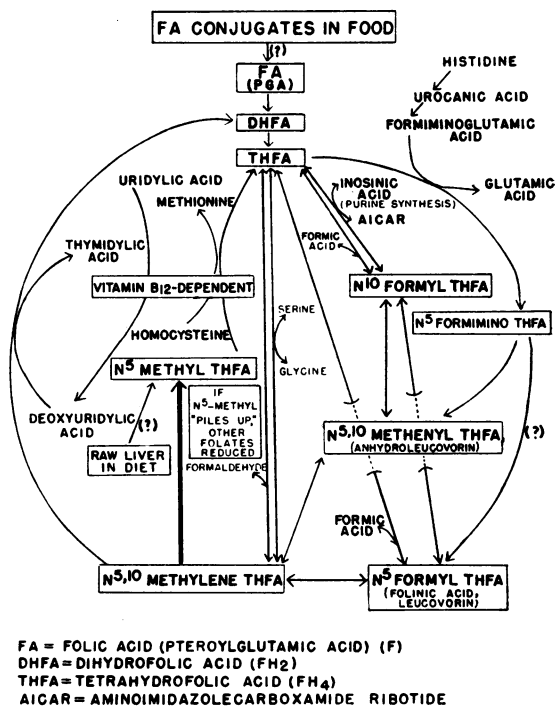 FA CONJUGATES IN FOOD
(?)
FA
(PGA)
DHFA
THFA
HISTIDINE
UROCANIC ACID
FORMIMINOGLUTAMIC
ACID
GLUTAMIC
ACID
URIDYLIC ACID
METHIONINE
INOSINIC
ACID
(PURINE SYNTHESIS)
AICAR
FORMIC
ACID
THYMIDYLIC
ACID
VITAMIN B12-DEPENDENT
N10 FORMYL THFA
N5 FORMIMINO THFA
HOMOCYSTEINE
SERINE
GLYCINE
N5 METHYL THFA
IF
N5-METHYL
"PILES UP,"
OTHER
FOLATES
REDUCED
DEOXYURIDYLIC
ACID
(?)
RAW LIVER
IN DIET
FORMALDEHYDE
N5,10 METHENYL THFA
(ANHYDROLEUCOVORIN)
(?)
FORMIC
ACID
N5,10 METHYLENE THFA
N5 FORMYL THFA
(FOLINIC ACID,
LEUCOVORIN)
FA = FOLIC ACID (PTEROYLGLUTAMIC ACID) (F)
DHFA = DIHYDROFOLIC ACID (FH2)
THFA = TETRAHYDROFOLIC ACID (FH4)
AICAR = AMINOIMIDAZOLECARBOXAMIDE RIBOTIDE